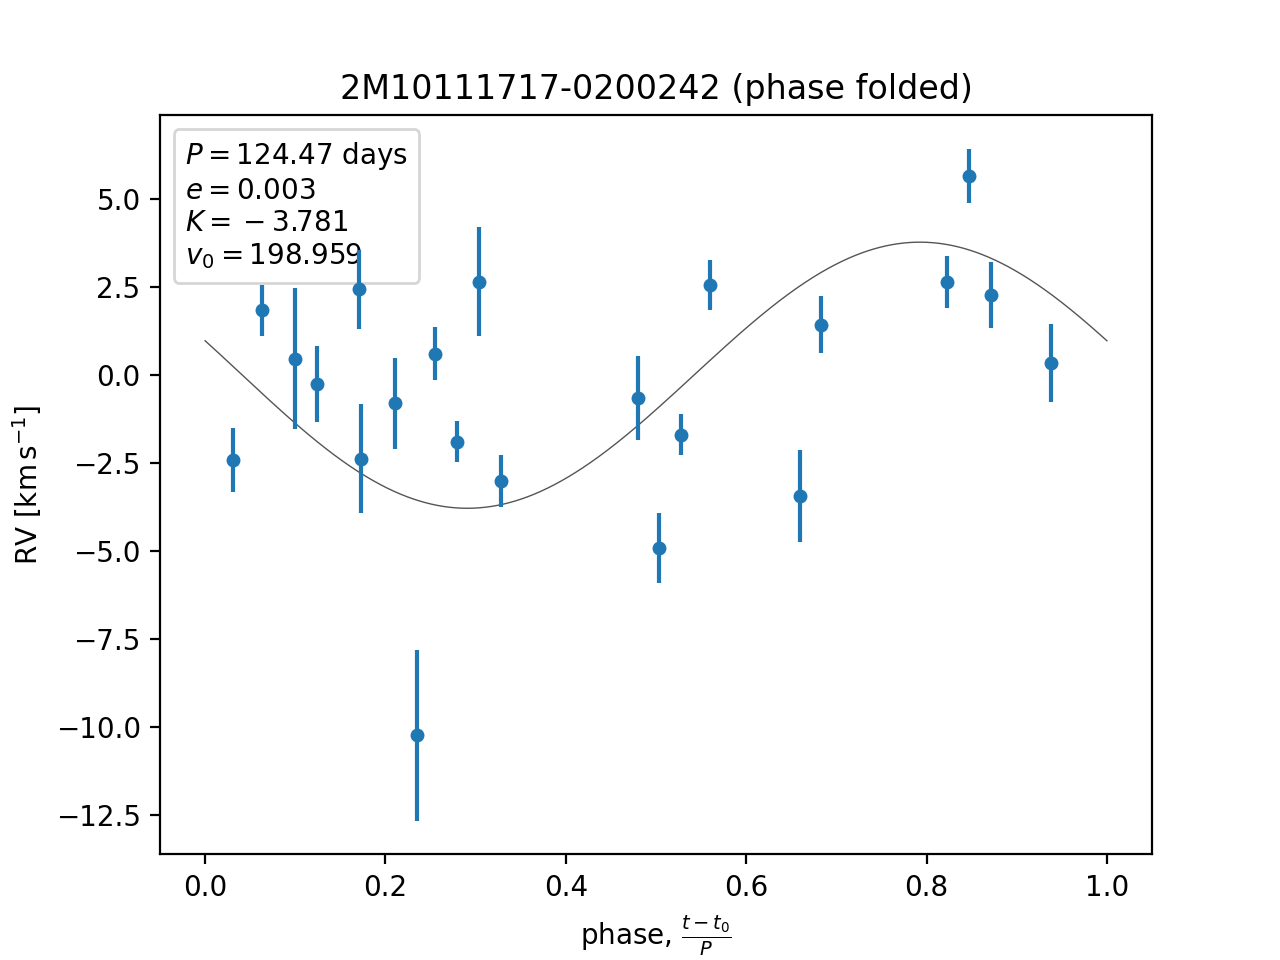 2M10111717-0200242 (phase folded)
P = 124.47 days
e = 0.003
K = −3.781
v₀ = 198.959
RV [km s⁻¹]
5.0
2.5
0.0
−2.5
−5.0
−7.5
−10.0
−12.5
0.0 0.2 0.4 0.6 0.8 1.0
phase, (t − t₀)/P